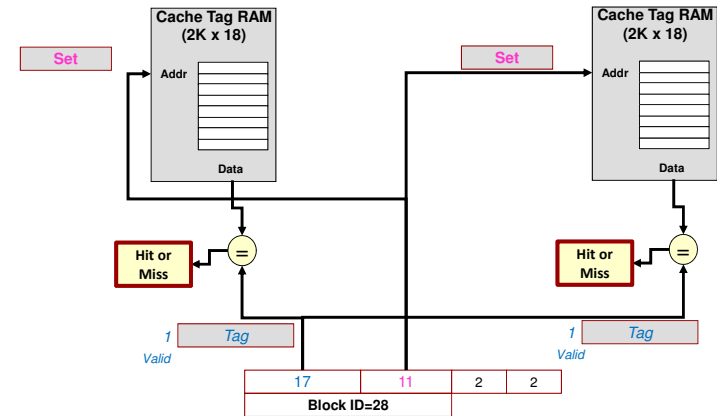 Cache Tag RAM
(2K x 18)
Cache Tag RAM
(2K x 18)
Set
Set
Addr
Addr
Data
Data
Hit or
Miss
=
Hit or
Miss
=
1
Tag
Valid
1
Tag
Valid
17
11
2
2
Block ID=28